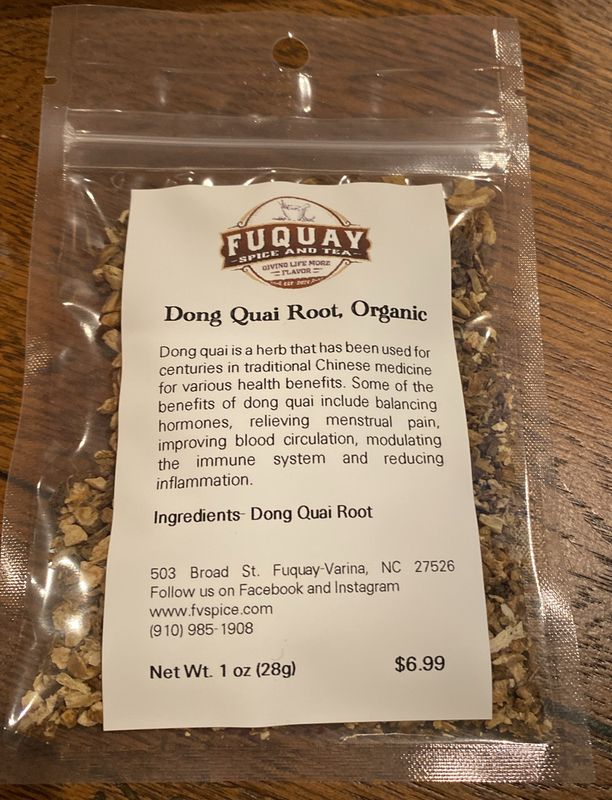 FUQUAY
SPICE AND TEA
GIVING LIFE MORE
FLAVOR
Dong Quai Root, Organic
Dong quai is a herb that has been used for
centuries in traditional Chinese medicine
for various health benefits. Some of the
benefits of dong quai include balancing
hormones, relieving menstrual pain,
improving blood circulation, modulating
the immune system and reducing
inflammation.
Ingredients- Dong Quai Root
503 Broad St. Fuquay-Varina, NC 27526
Follow us on Facebook and Instagram
www.fvspice.com
(910) 985-1908
Net Wt. 1 oz (28g) $6.99